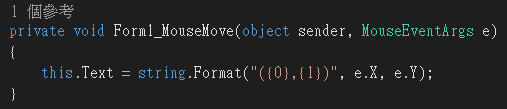 1 個參考
private void Form1_MouseMove(object sender, MouseEventArgs e)
{
this.Text = string.Format("({0},{1})", e.X, e.Y);
}